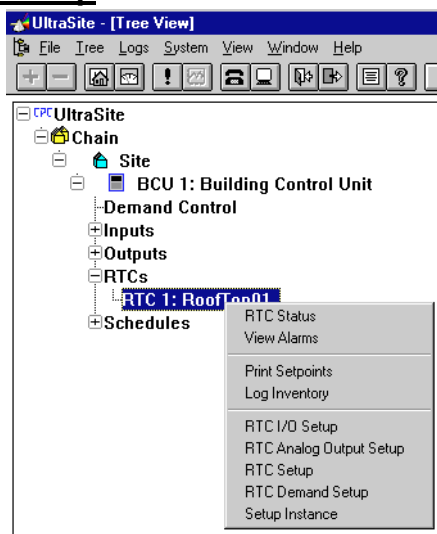 UltraSite - [Tree View]
File Tree Logs System View Window Help
CPC UltraSite
Chain
Site
BCU 1: Building Control Unit
Demand Control
Inputs
Outputs
RTCs
RTC 1: RoofTop01
Schedules
RTC Status
View Alarms
Print Setpoints
Log Inventory
RTC I/O Setup
RTC Analog Output Setup
RTC Setup
RTC Demand Setup
Setup Instance